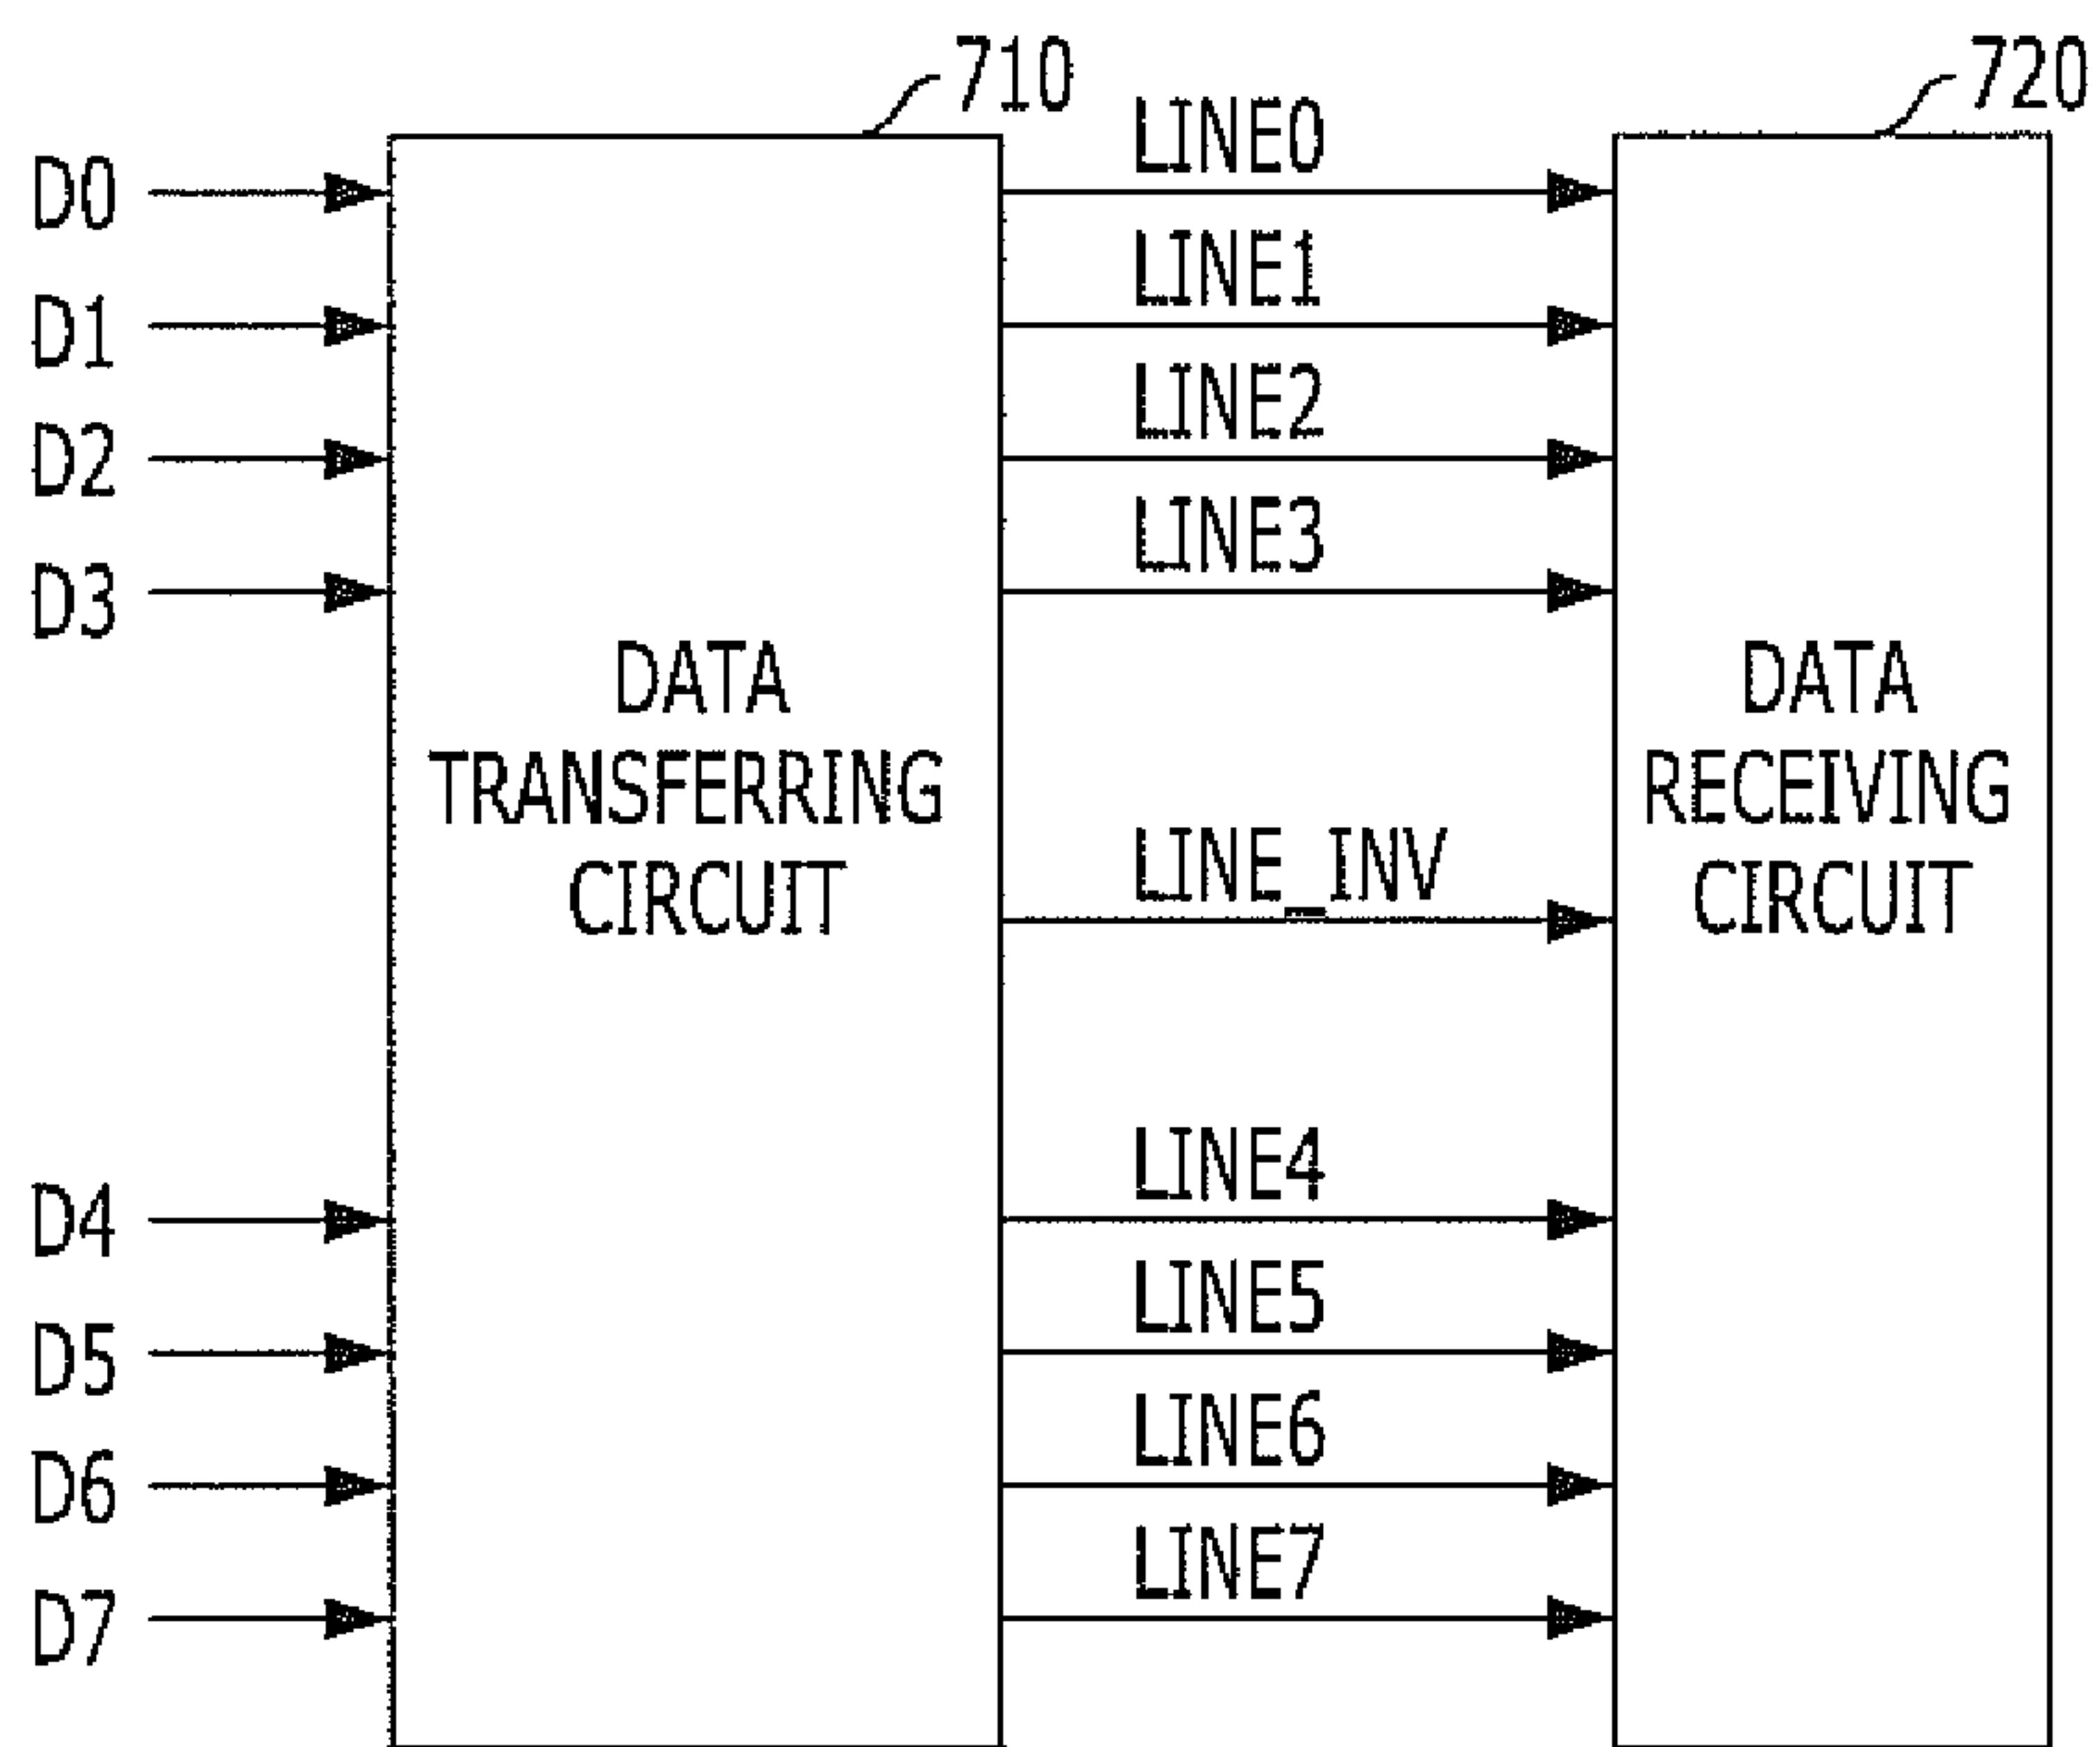 710
720
D0
D1
D2
D3
D4
D5
D6
D7
DATA
TRANSFERRING
CIRCUIT
LINE0
LINE1
LINE2
LINE3
LINE_INV
LINE4
LINE5
LINE6
LINE7
DATA
RECEIVING
CIRCUIT